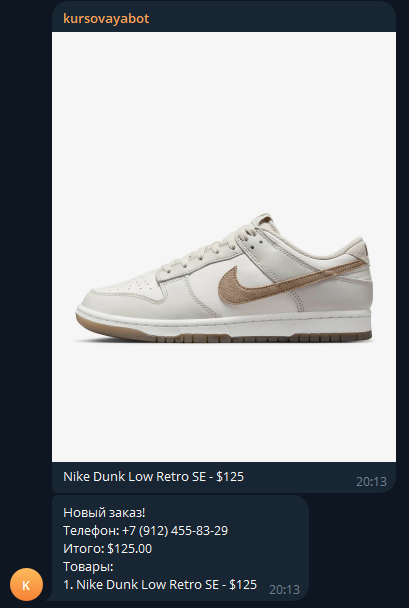 kursovayabot
Nike Dunk Low Retro SE - $125
20:13
Новый заказ!
Телефон: +7 (912) 455-83-29
Итого: $125.00
Товары:
1. Nike Dunk Low Retro SE - $125
20:13
K